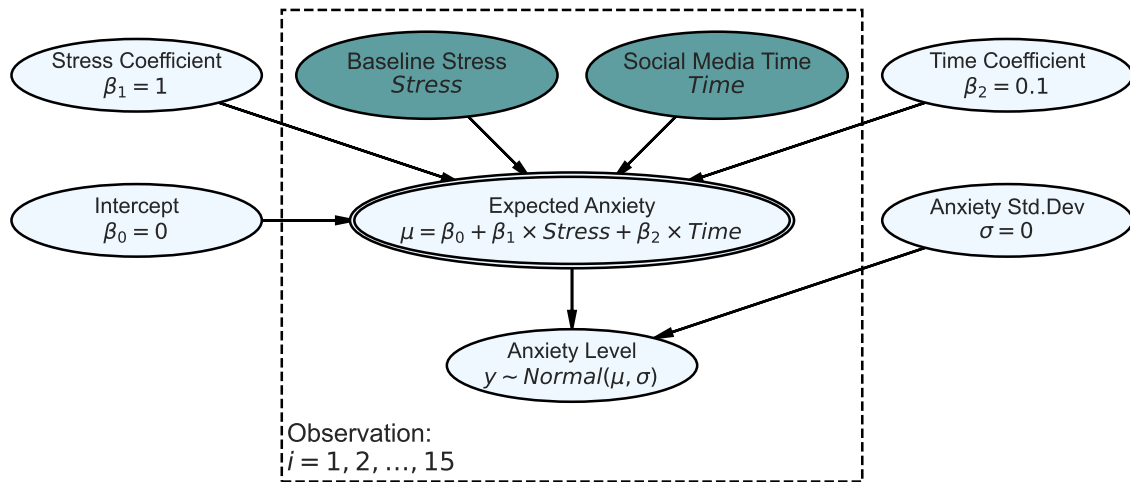 Stress Coefficient
β₁ = 1
Baseline Stress
Stress
Social Media Time
Time
Time Coefficient
β₂ = 0.1
Intercept
β₀ = 0
Expected Anxiety
μ = β₀ + β₁ × Stress + β₂ × Time
Anxiety Std.Dev
σ = 0
Anxiety Level
y ~ Normal(μ, σ)
Observation:
i = 1, 2, ..., 15